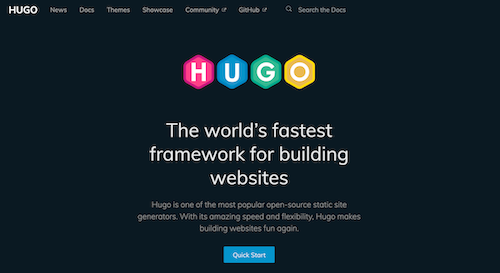 HUGO News Docs Themes Showcase Community GitHub Search the Docs
HUGO
The world's fastest
framework for building
websites
Hugo is one of the most popular open-source static site
generators. With its amazing speed and flexibility, Hugo makes
building websites fun again.
Quick Start